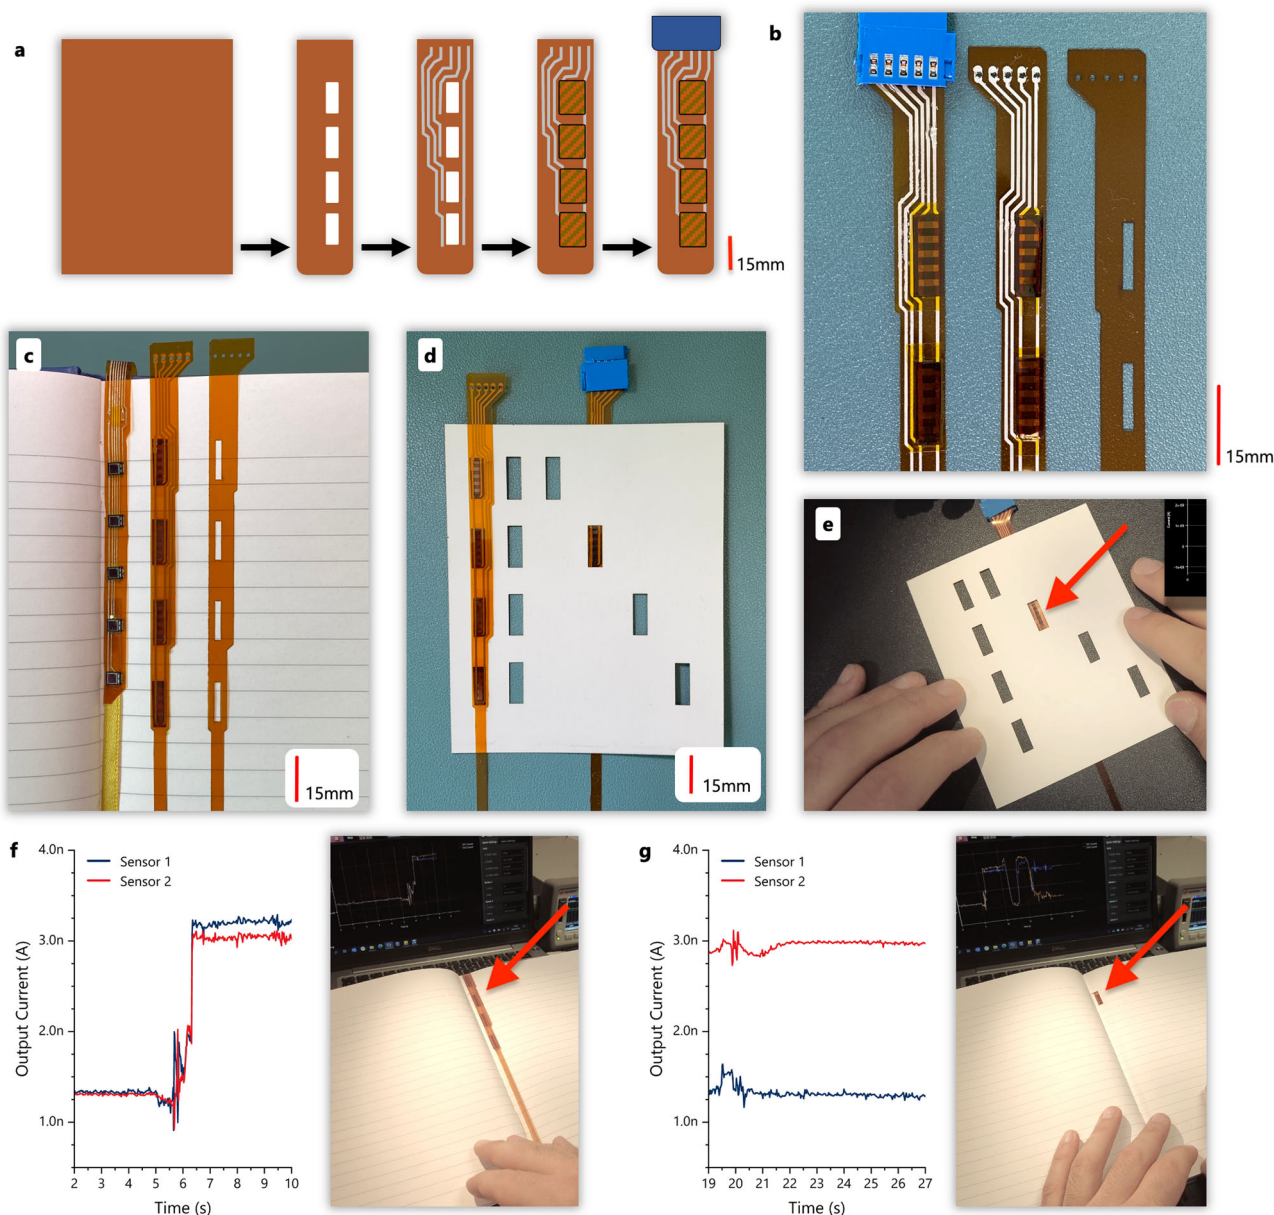 a
15mm
b
15mm
c
15mm
d
15mm
e
f
4.0n
3.0n
2.0n
1.0n
Output Current (A)
Sensor 1
Sensor 2
2 3 4 5 6 7 8 9 10
Time (s)
g
4.0n
3.0n
2.0n
1.0n
Output Current (A)
Sensor 1
Sensor 2
19 20 21 22 23 24 25 26 27
Time (s)